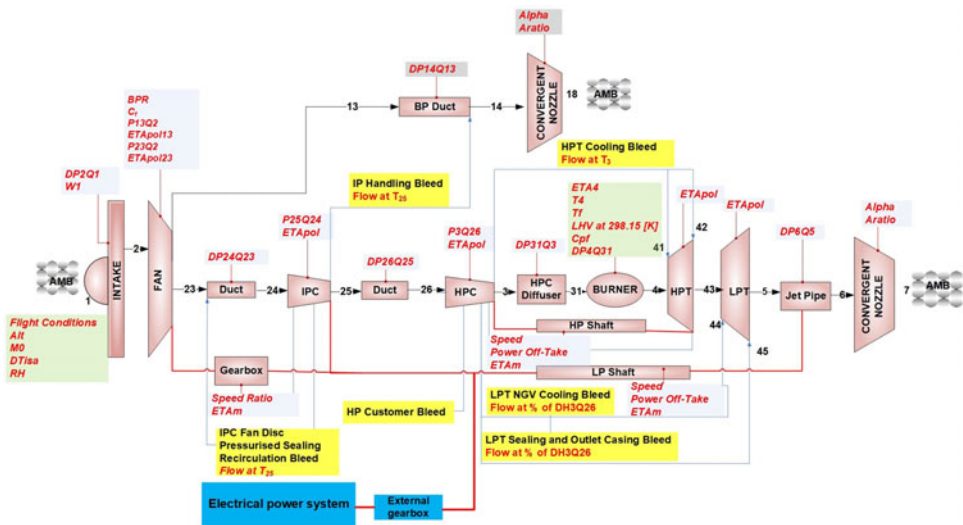 Alpha
Aratio
DP14Q13
CONVERGENT
NOZZLE
18
AMB
13
BP Duct
14
BPR
Cf
P13Q2
ETApol13
P23Q2
ETApol23
HPT Cooling Bleed
Flow at T3
DP2Q1
W1
IP Handling Bleed
Flow at T25
ETA4
T4
Tf
LHV at 298.15 [K]
Cpf
DP4Q31
ETApol
ETApol
Alpha
Aratio
P25Q24
ETApol
P3Q26
ETApol
DP31Q3
DP6Q5
42
41
DP24Q23
DP26Q25
AMB
1
INTAKE
2
FAN
23
Duct
24
IPC
25
Duct
26
HPC
3
HPC
Diffuser
31
BURNER
4
HPT
43
LPT
5
Jet Pipe
6
CONVERGENT
NOZZLE
7
AMB
44
45
Flight Conditions
Alt
M0
DTisa
RH
HP Shaft
Speed
Power Off-Take
ETAm
Gearbox
LP Shaft
Speed Ratio
ETAm
Speed
Power Off-Take
ETAm
HP Customer Bleed
LPT NGV Cooling Bleed
Flow at % of DH3Q26
IPC Fan Disc
Pressurised Sealing
Recirculation Bleed
Flow at T25
LPT Sealing and Outlet Casing Bleed
Flow at % of DH3Q26
Electrical power system
External
gearbox